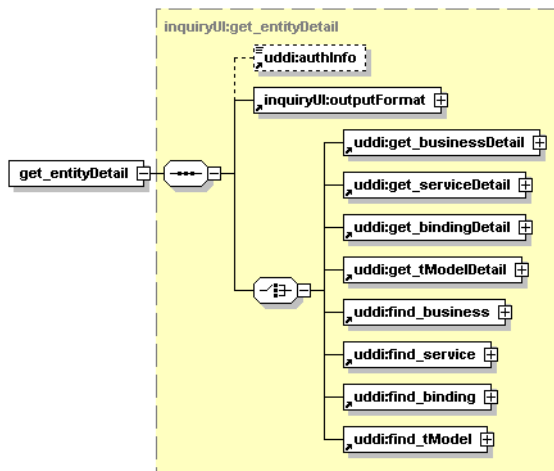 inquiryUI:get_entityDetail
uddi:authInfo
inquiryUI:outputFormat
get_entityDetail
uddi:get_businessDetail
uddi:get_serviceDetail
uddi:get_bindingDetail
uddi:get_tModelDetail
uddi:find_business
uddi:find_service
uddi:find_binding
uddi:find_tModel